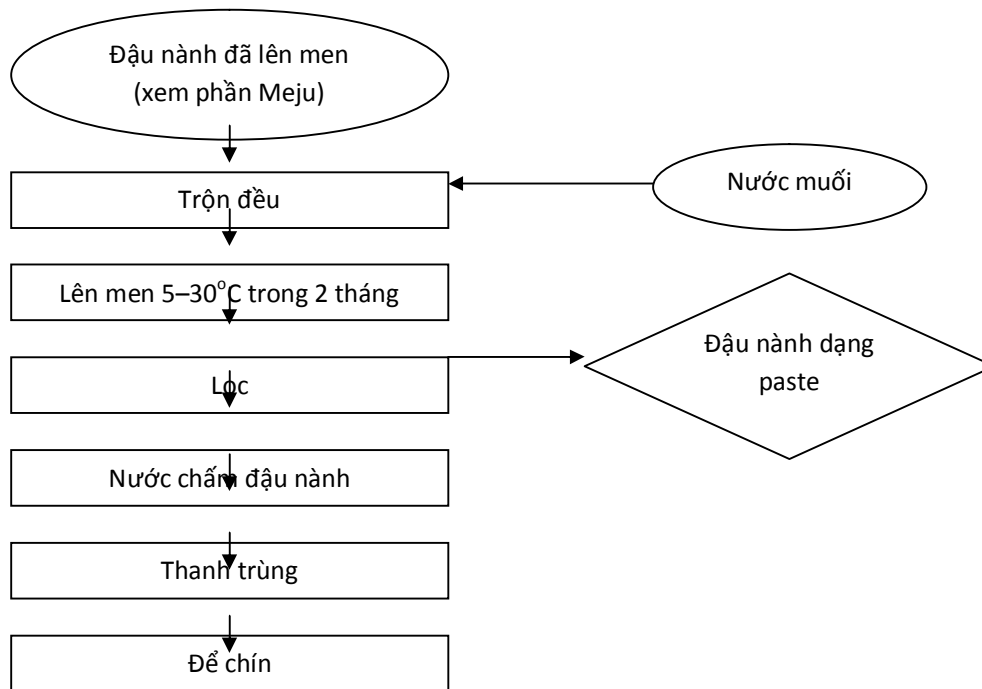 Đậu nành đã lên men
(xem phần Meju)
Trộn đều
Nước muối
Lên men 5–30°C trong 2 tháng
Lọc
Đậu nành dạng
paste
Nước chấm đậu nành
Thanh trùng
Để chín